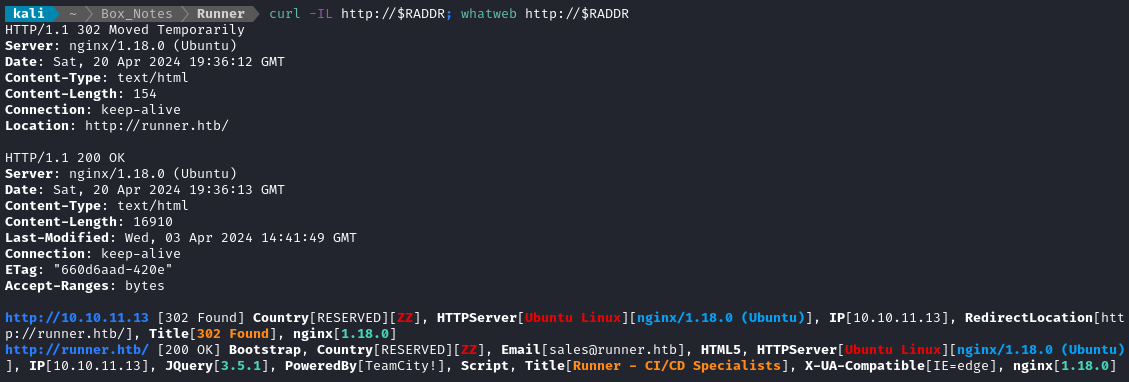 kali ~ Box_Notes Runner curl -IL http://$RADDR; whatweb http://$RADDR
HTTP/1.1 302 Moved Temporarily
Server: nginx/1.18.0 (Ubuntu)
Date: Sat, 20 Apr 2024 19:36:12 GMT
Content-Type: text/html
Content-Length: 154
Connection: keep-alive
Location: http://runner.htb/

HTTP/1.1 200 OK
Server: nginx/1.18.0 (Ubuntu)
Date: Sat, 20 Apr 2024 19:36:13 GMT
Content-Type: text/html
Content-Length: 16910
Last-Modified: Wed, 03 Apr 2024 14:41:49 GMT
Connection: keep-alive
ETag: "660d6aad-420e"
Accept-Ranges: bytes

http://10.10.11.13 [302 Found] Country[RESERVED][ZZ], HTTPServer[Ubuntu Linux][nginx/1.18.0 (Ubuntu)], IP[10.10.11.13], RedirectLocation[htt
p://runner.htb/], Title[302 Found], nginx[1.18.0]
http://runner.htb/ [200 OK] Bootstrap, Country[RESERVED][ZZ], Email[sales@runner.htb], HTML5, HTTPServer[Ubuntu Linux][nginx/1.18.0 (Ubuntu)
], IP[10.10.11.13], JQuery[3.5.1], PoweredBy[TeamCity!], Script, Title[Runner - CI/CD Specialists], X-UA-Compatible[IE=edge], nginx[1.18.0]